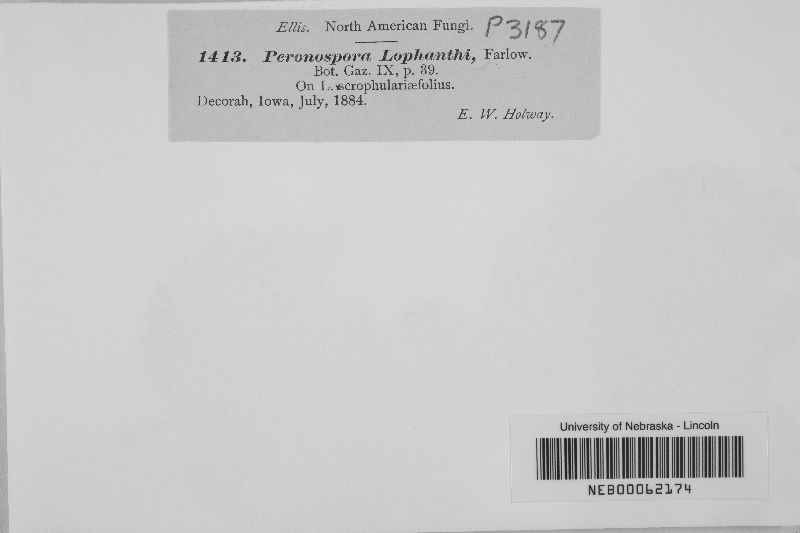 Ellis. North American Fungi. P3187
1413. Peronospora Lophanthi, Farlow.
Bot. Gaz. IX, p. 39.
On L. scrophulariæfolius.
Decorah, Iowa, July, 1884.
E. W. Holway.
University of Nebraska - Lincoln
NEB00062174